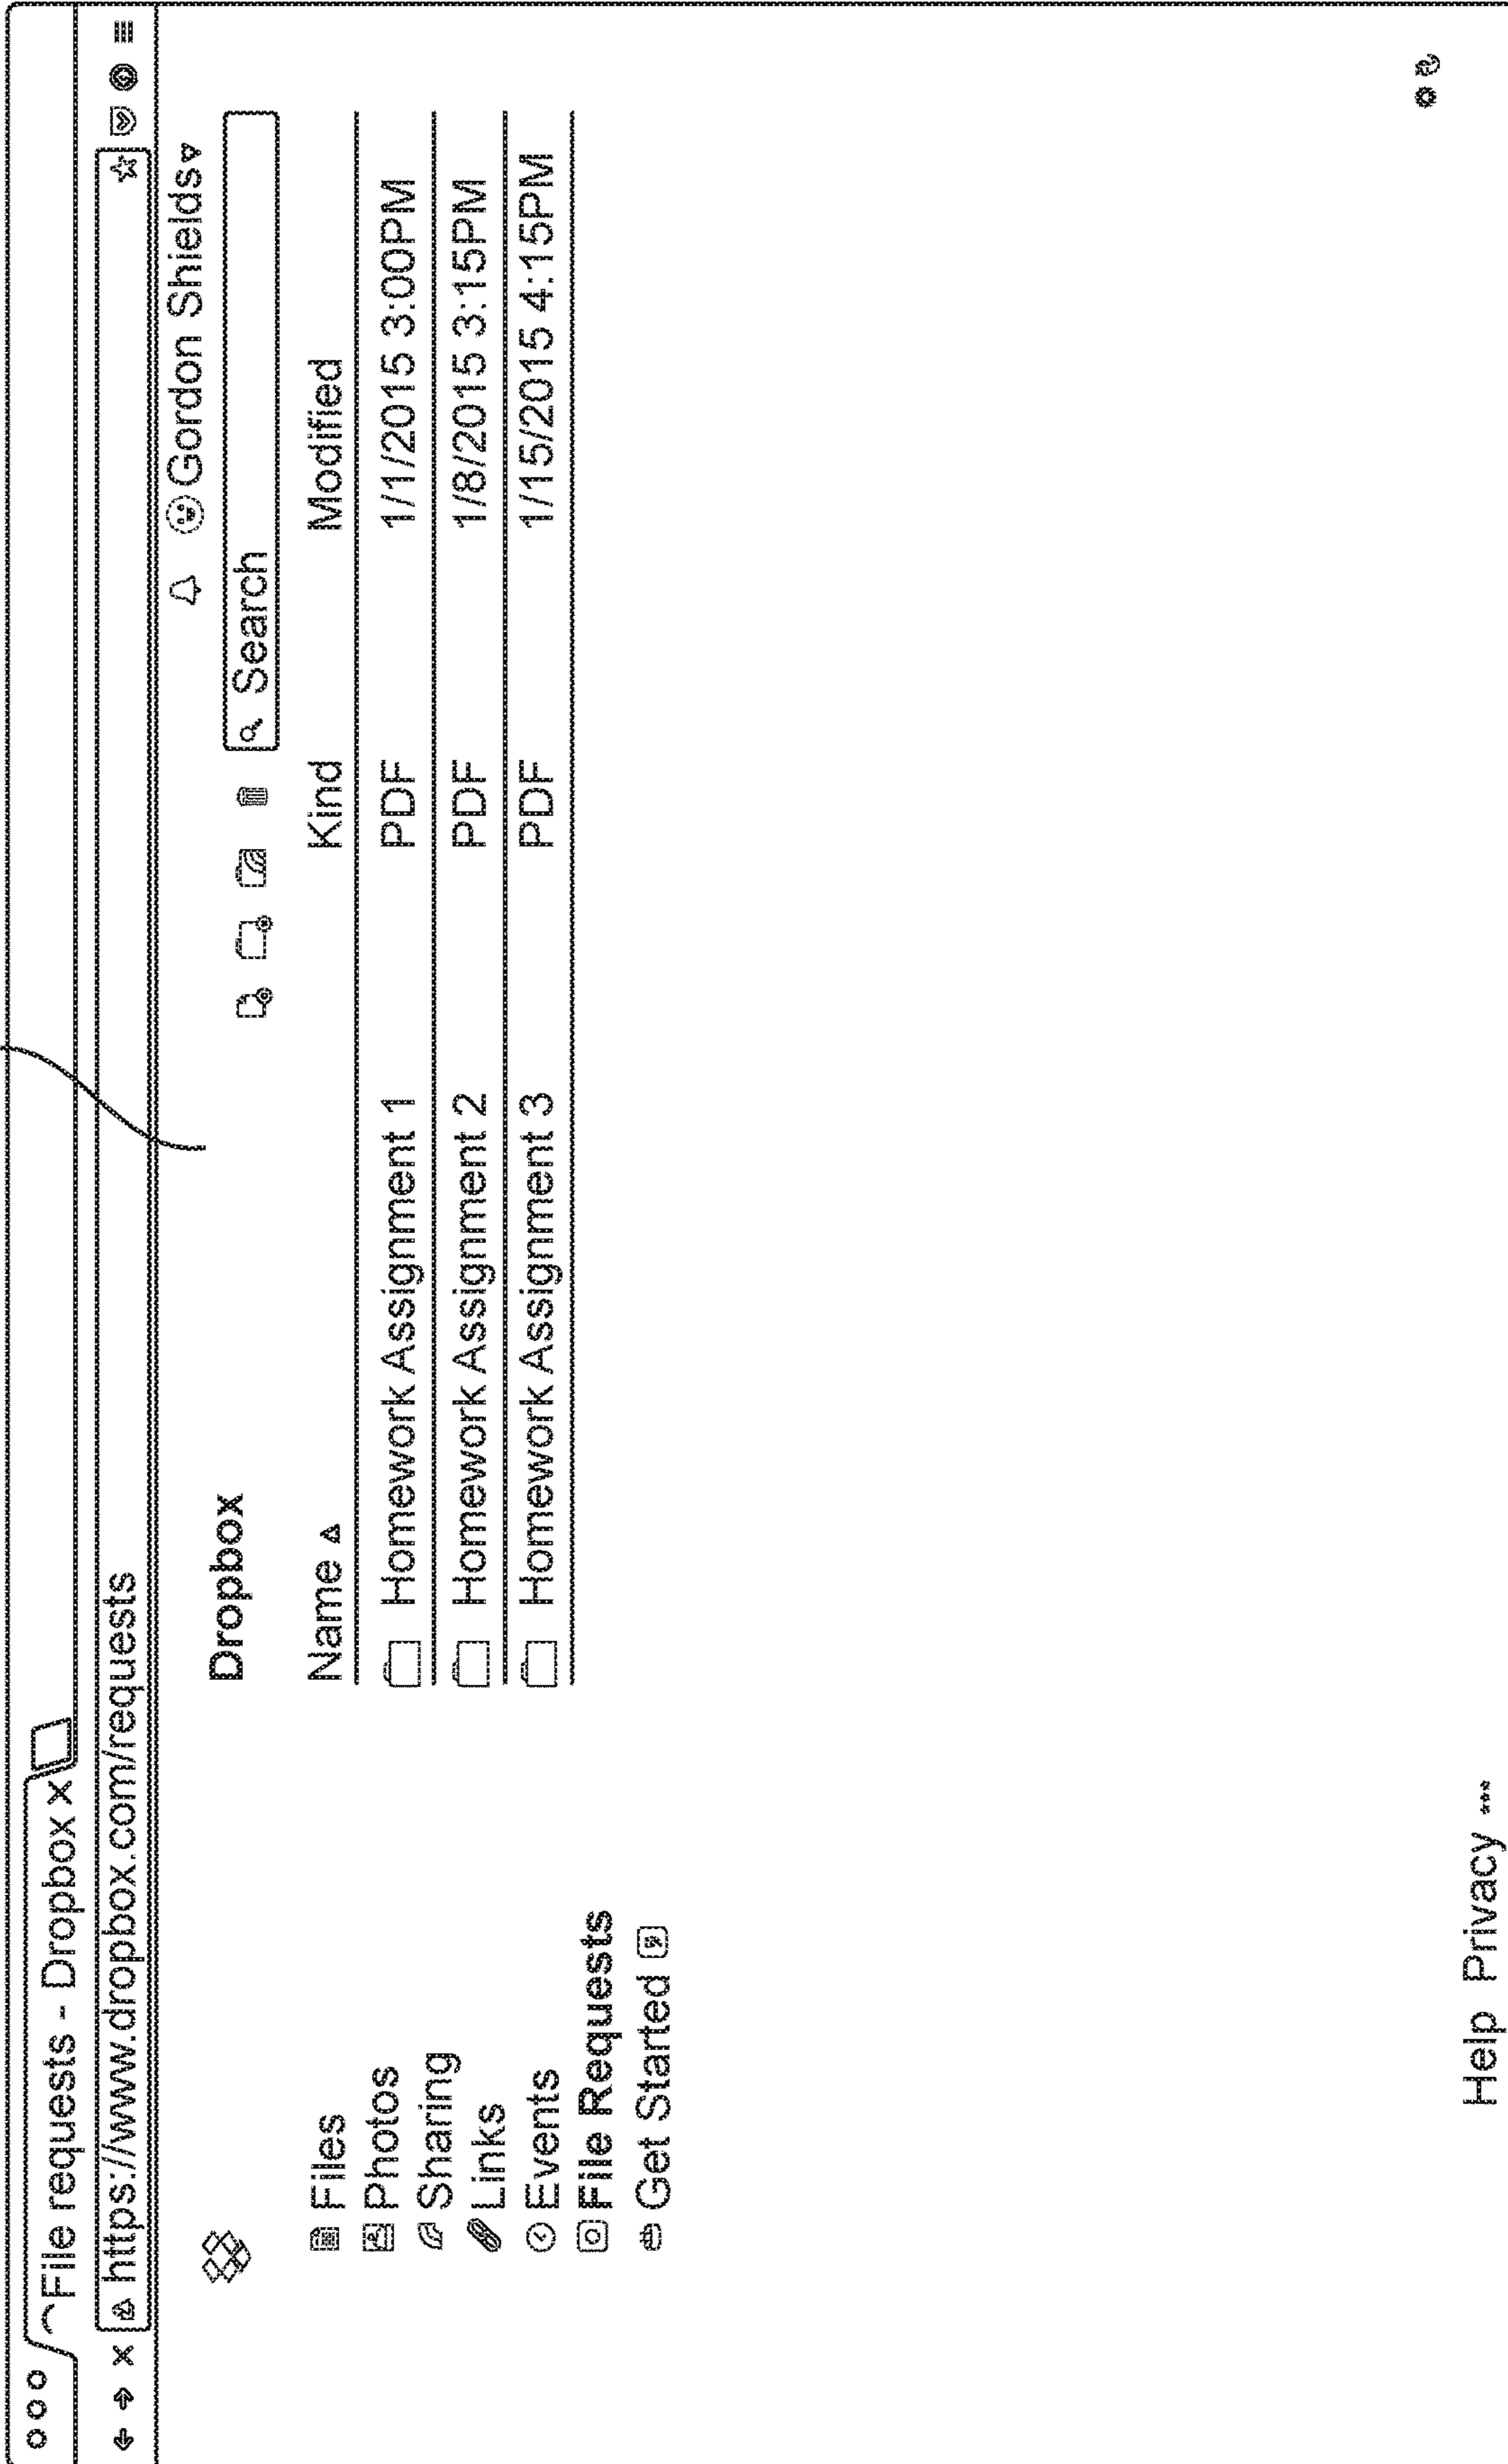 File requests - Dropbox x
https://www.dropbox.com/requests
Gordon Shields
Dropbox
Search
Name Kind Modified
Homework Assignment 1 PDF 1/1/2015 3:00PM
Homework Assignment 2 PDF 1/8/2015 3:15PM
Homework Assignment 3 PDF 1/15/2015 4:15PM
Files
Photos
Sharing
Links
Events
File Requests
Get Started
Help Privacy •••